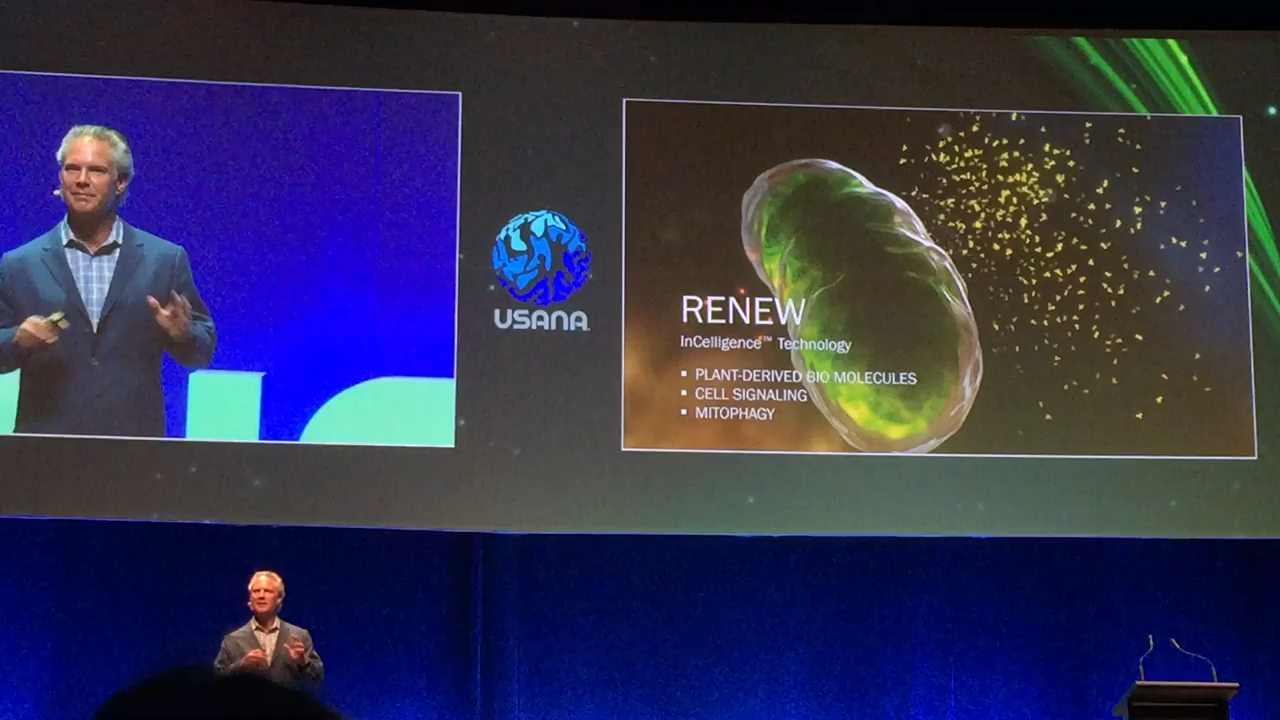 USANA
RENEW
InCelligence™ Technology
▪ PLANT-DERIVED BIO MOLECULES
▪ CELL SIGNALING
▪ MITOPHAGY